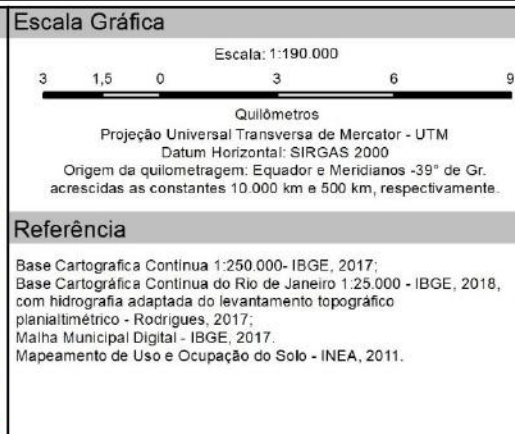 Escala Gráfica
Escala: 1:190.000
3 1,5 0 3 6 9
Quilômetros
Projeção Universal Transversa de Mercator - UTM
Datum Horizontal: SIRGAS 2000
Origem da quilometragem: Equador e Meridianos -39° de Gr.
acrescidas as constantes 10.000 km e 500 km, respectivamente.
Referência
Base Cartografica Contínua 1:250.000- IBGE, 2017;
Base Cartográfica Contínua do Rio de Janeiro 1:25.000 - IBGE, 2018,
com hidrografia adaptada do levantamento topográfico
planialtimétrico - Rodrigues, 2017;
Malha Municipal Digital - IBGE, 2017.
Mapeamento de Uso e Ocupação do Solo - INEA, 2011.